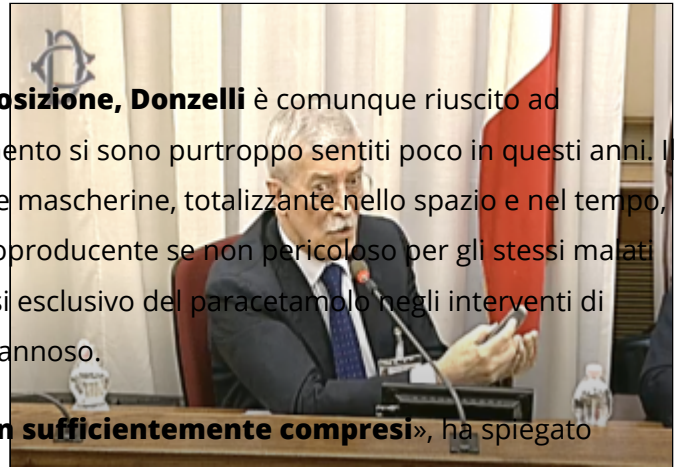 osizione, Donzelli è comunque riuscito ad
ento si sono purtroppo sentiti poco in questi anni. Il
e mascherine, totalizzante nello spazio e nel tempo,
oproducente se non pericoloso per gli stessi malati
si esclusivo del paracetamolo negli interventi di
annoso.
n sufficientemente compresi», ha spiegato